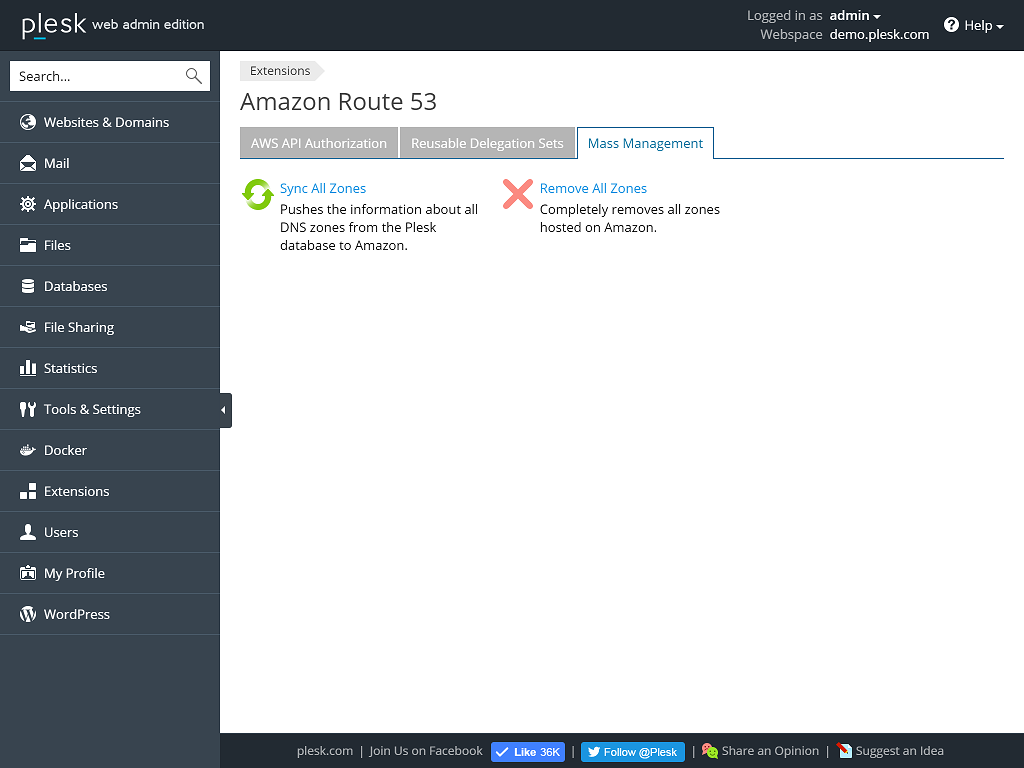 plesk web admin edition
Logged in as admin
Webspace demo.plesk.com
Help
Search...
Websites & Domains
Mail
Applications
Files
Databases
File Sharing
Statistics
Tools & Settings
Docker
Extensions
Users
My Profile
WordPress
Extensions
Amazon Route 53
AWS API Authorization
Reusable Delegation Sets
Mass Management
Sync All Zones
Pushes the information about all
DNS zones from the Plesk
database to Amazon.
Remove All Zones
Completely removes all zones
hosted on Amazon.
plesk.com | Join Us on Facebook Like 36K | Follow @Plesk | Share an Opinion | Suggest an Idea